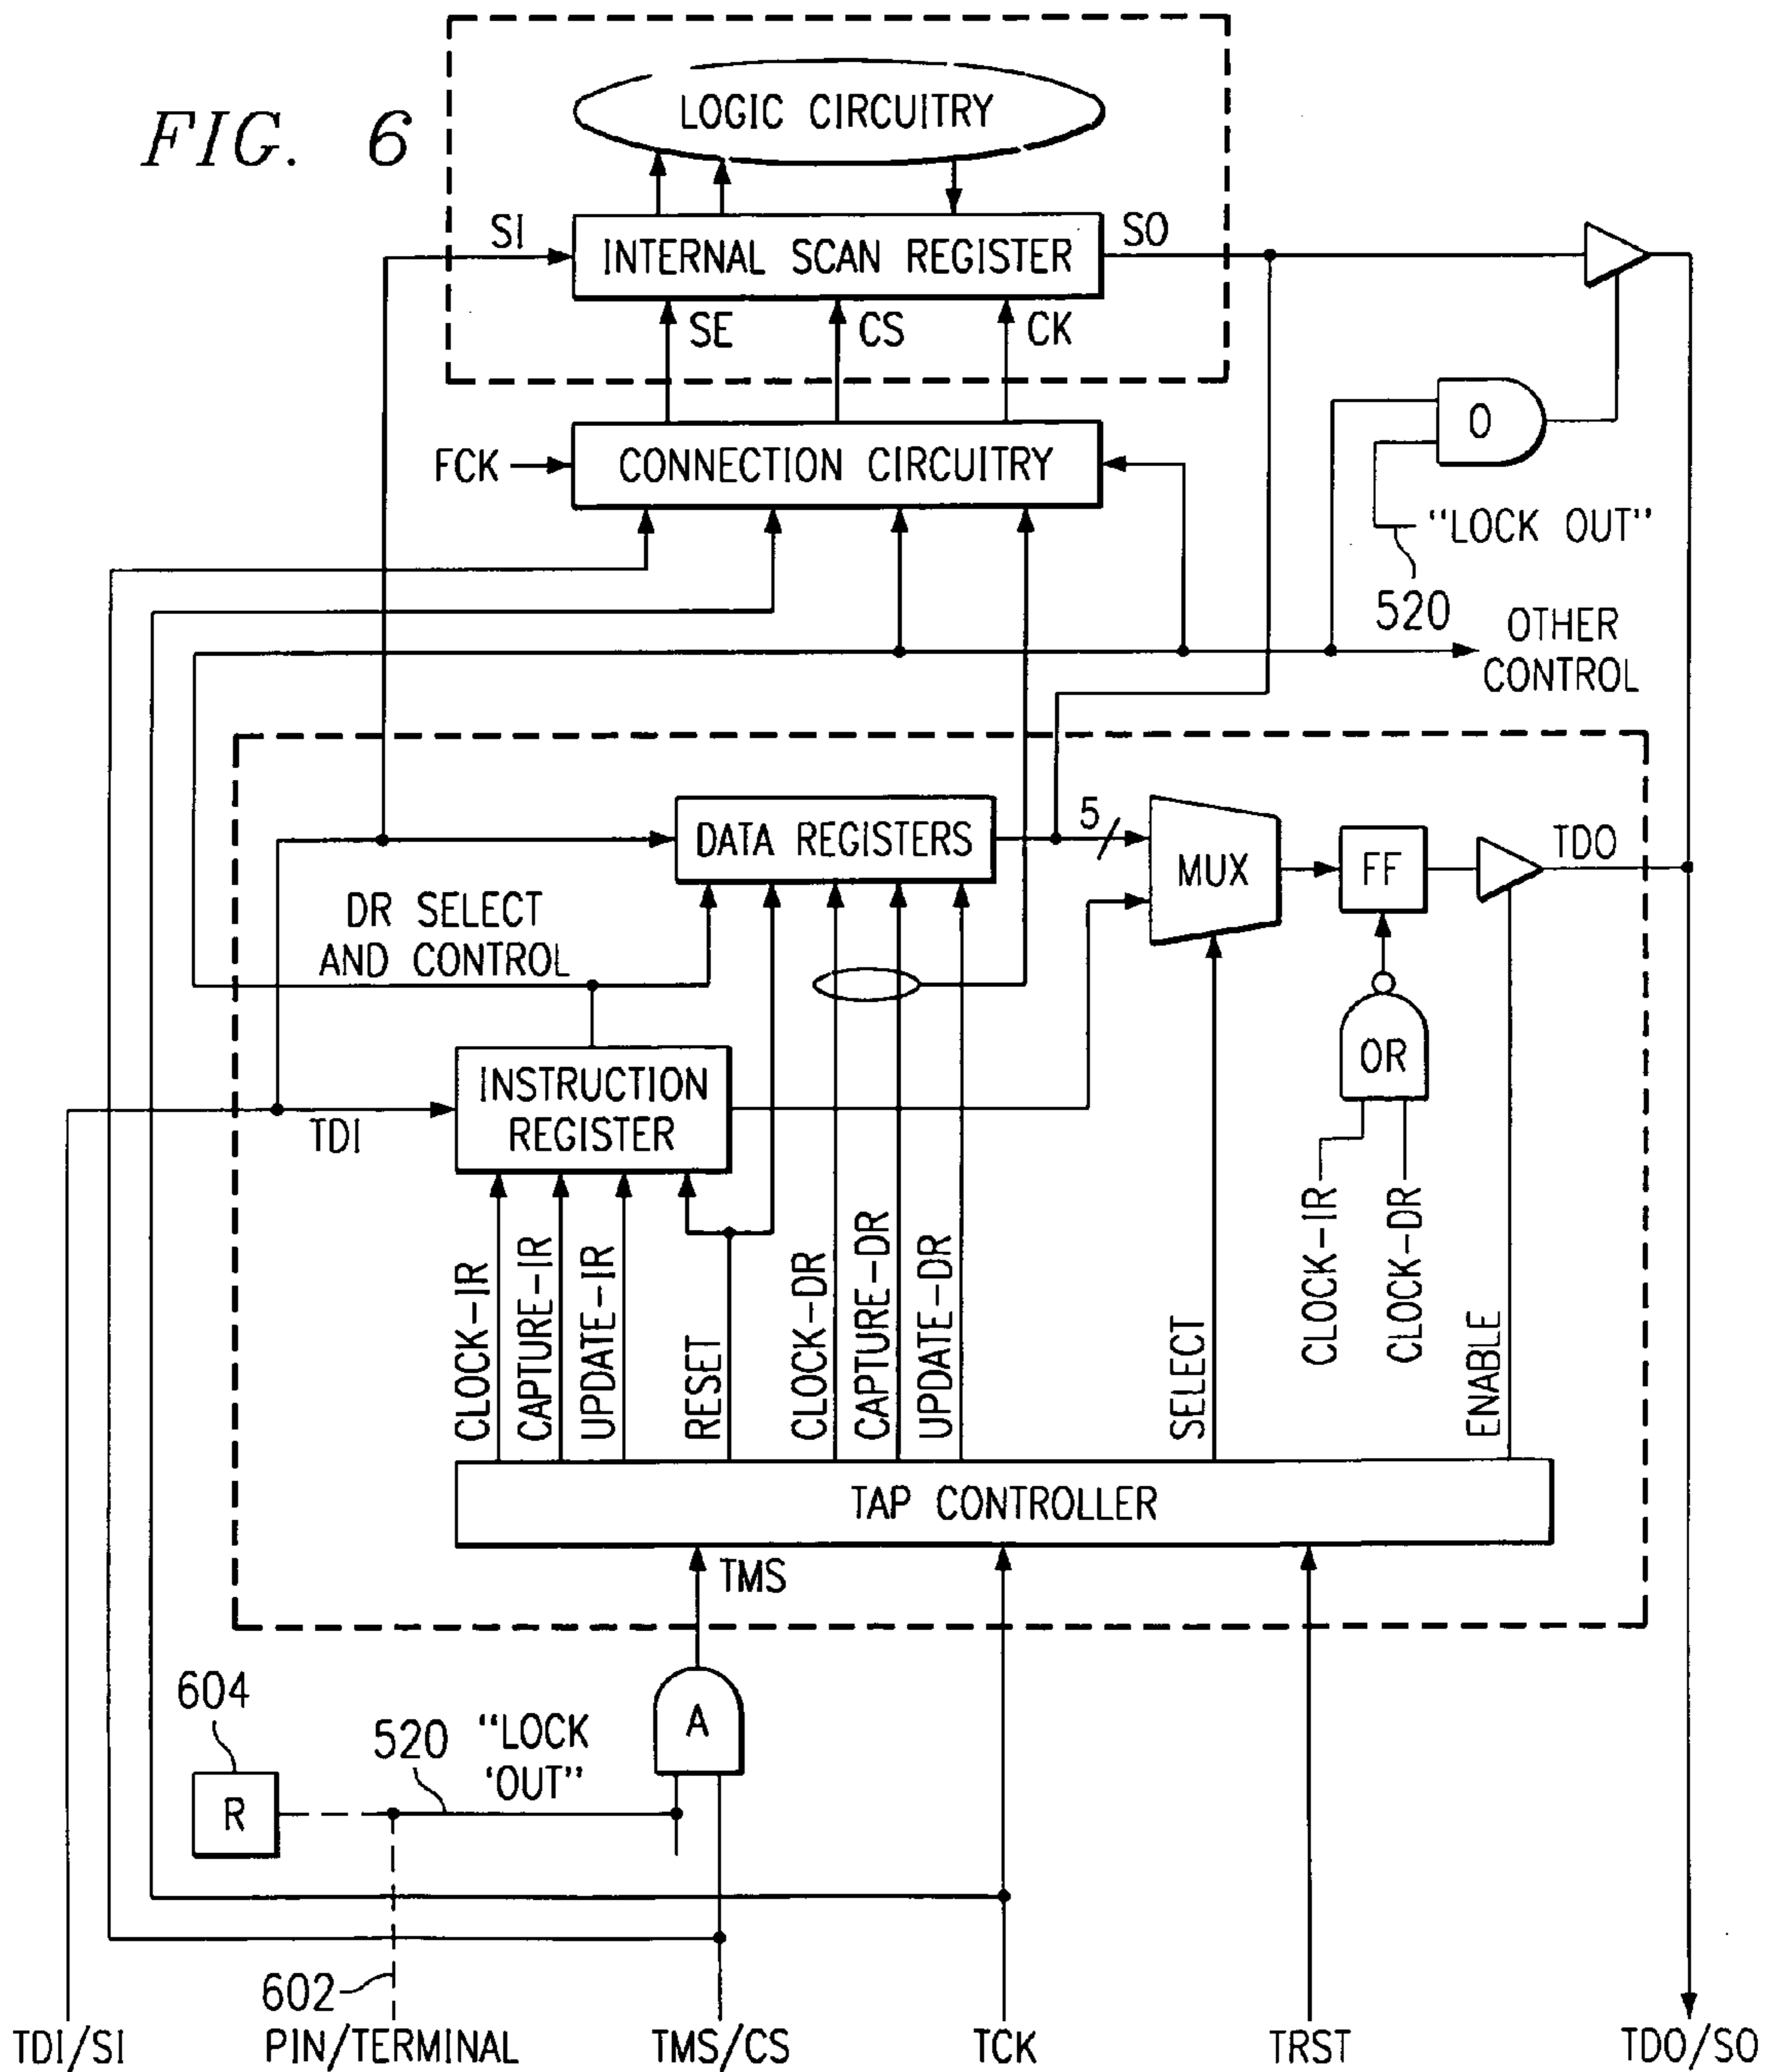 FIG. 6
LOGIC CIRCUITRY
SI
INTERNAL SCAN REGISTER
SO
SE
CS
CK
O
FCK
CONNECTION CIRCUITRY
"LOCK OUT"
520
OTHER
CONTROL
DATA REGISTERS
5
MUX
FF
TDO
DR SELECT
AND CONTROL
OR
INSTRUCTION
REGISTER
TDI
CLOCK-IR
CAPTURE-IR
UPDATE-IR
RESET
CLOCK-DR
CAPTURE-DR
UPDATE-DR
SELECT
CLOCK-IR
CLOCK-DR
ENABLE
TAP CONTROLLER
TMS
604
R
520
"LOCK
'OUT"
A
602
TDI/SI
PIN/TERMINAL
TMS/CS
TCK
TRST
TDO/SO